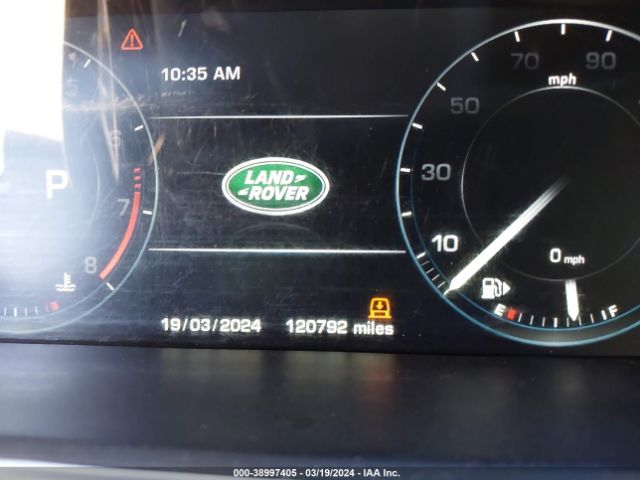 10:35 AM
70
90
mph
50
6
LAND
ROVER
30
P
7
10
8
0 mph
E
F
19/03/2024
120792 miles
000-38997405 - 03/19/2024 - IAA Inc.